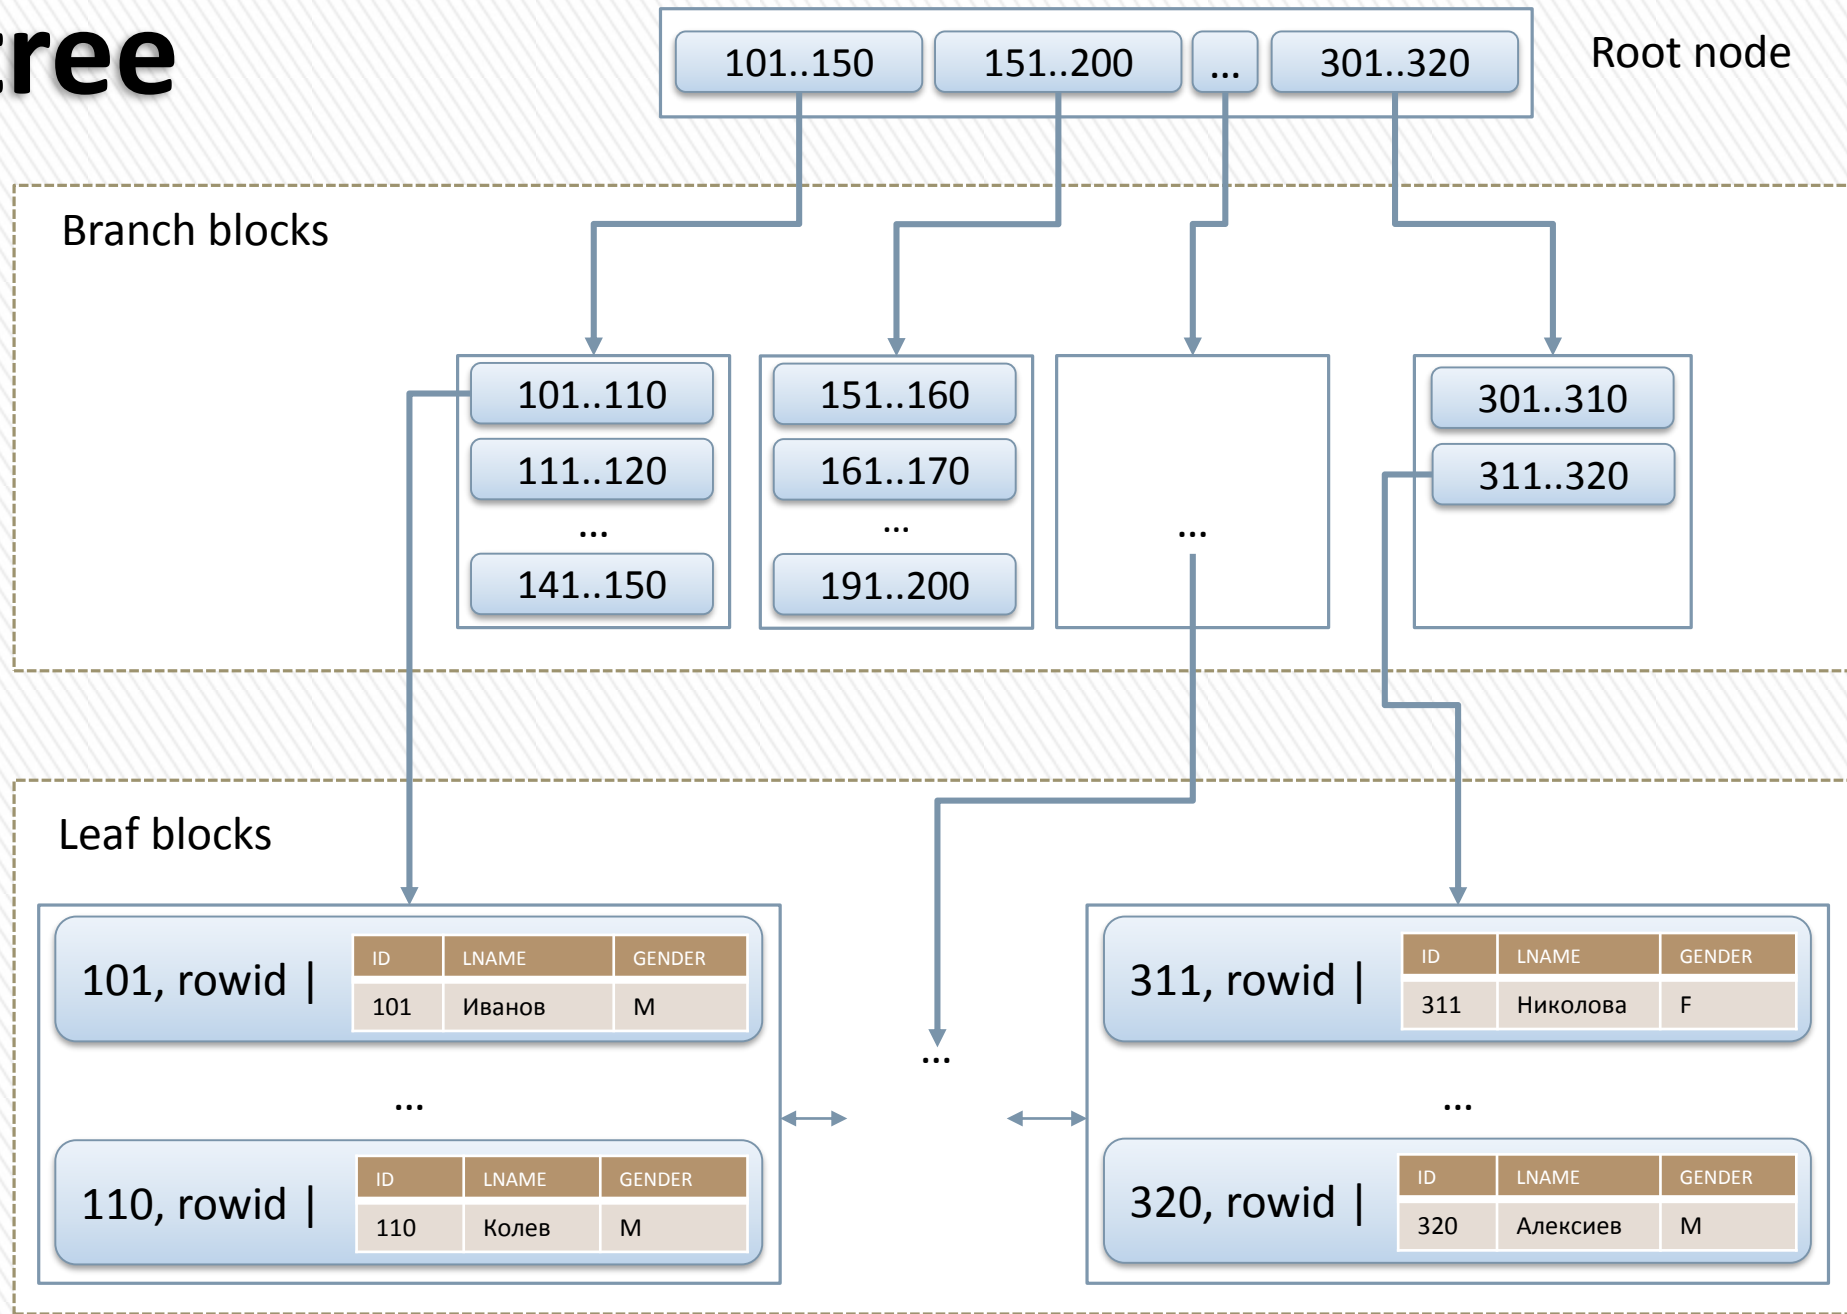 tree
101..150 151..200 ... 301..320
Root node
Branch blocks
101..110
111..120
...
141..150
151..160
161..170
...
191..200
...
301..310
311..320
Leaf blocks
101, rowid |
ID LNAME GENDER
101 Иванов M
...
110, rowid |
ID LNAME GENDER
110 Колев M
...
311, rowid |
ID LNAME GENDER
311 Николова F
...
320, rowid |
ID LNAME GENDER
320 Алексиев M